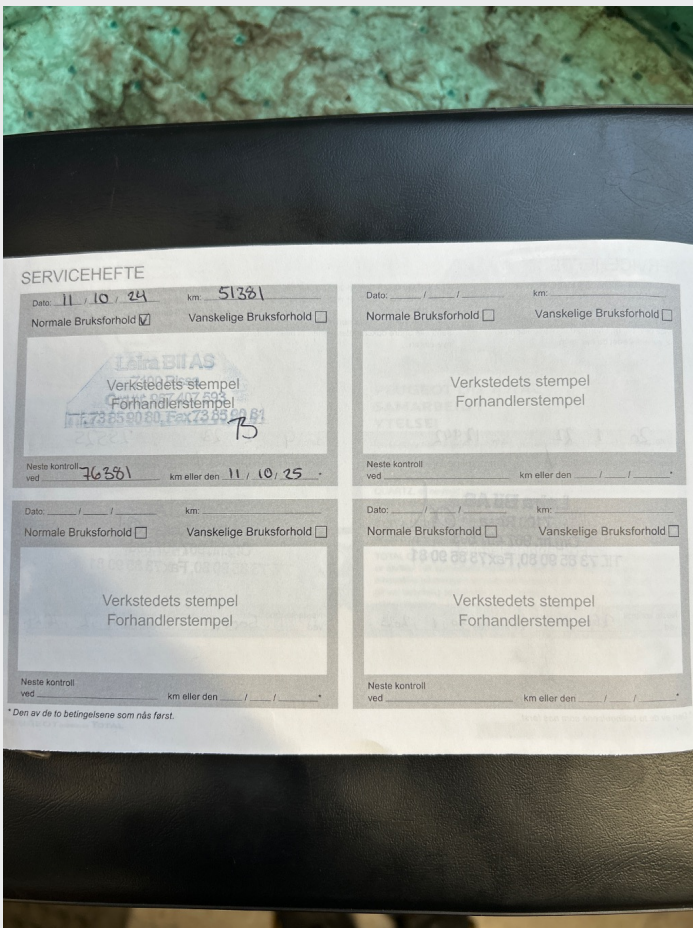 SERVICEHEFTE
Dato: 11 / 10 / 24 km: 51381
Normale Bruksforhold ☑ Vanskelige Bruksforhold ☐
Leira Bil AS
Verkstedets stempel
Forhandlerstempel
Tlf. 73 85 90 80, Fax 73 85 90 81
Neste kontroll
ved 76381 km eller den 11 / 10 / 25 *
Dato: / / km:
Normale Bruksforhold ☐ Vanskelige Bruksforhold ☐
Verkstedets stempel
Forhandlerstempel
Neste kontroll
ved km eller den / / *
Dato: / / km:
Normale Bruksforhold ☐ Vanskelige Bruksforhold ☐
Verkstedets stempel
Forhandlerstempel
Neste kontroll
ved km eller den / / *
Dato: / / km:
Normale Bruksforhold ☐ Vanskelige Bruksforhold ☐
Verkstedets stempel
Forhandlerstempel
Neste kontroll
ved km eller den / / *
* Den av de to betingelsene som nås først.